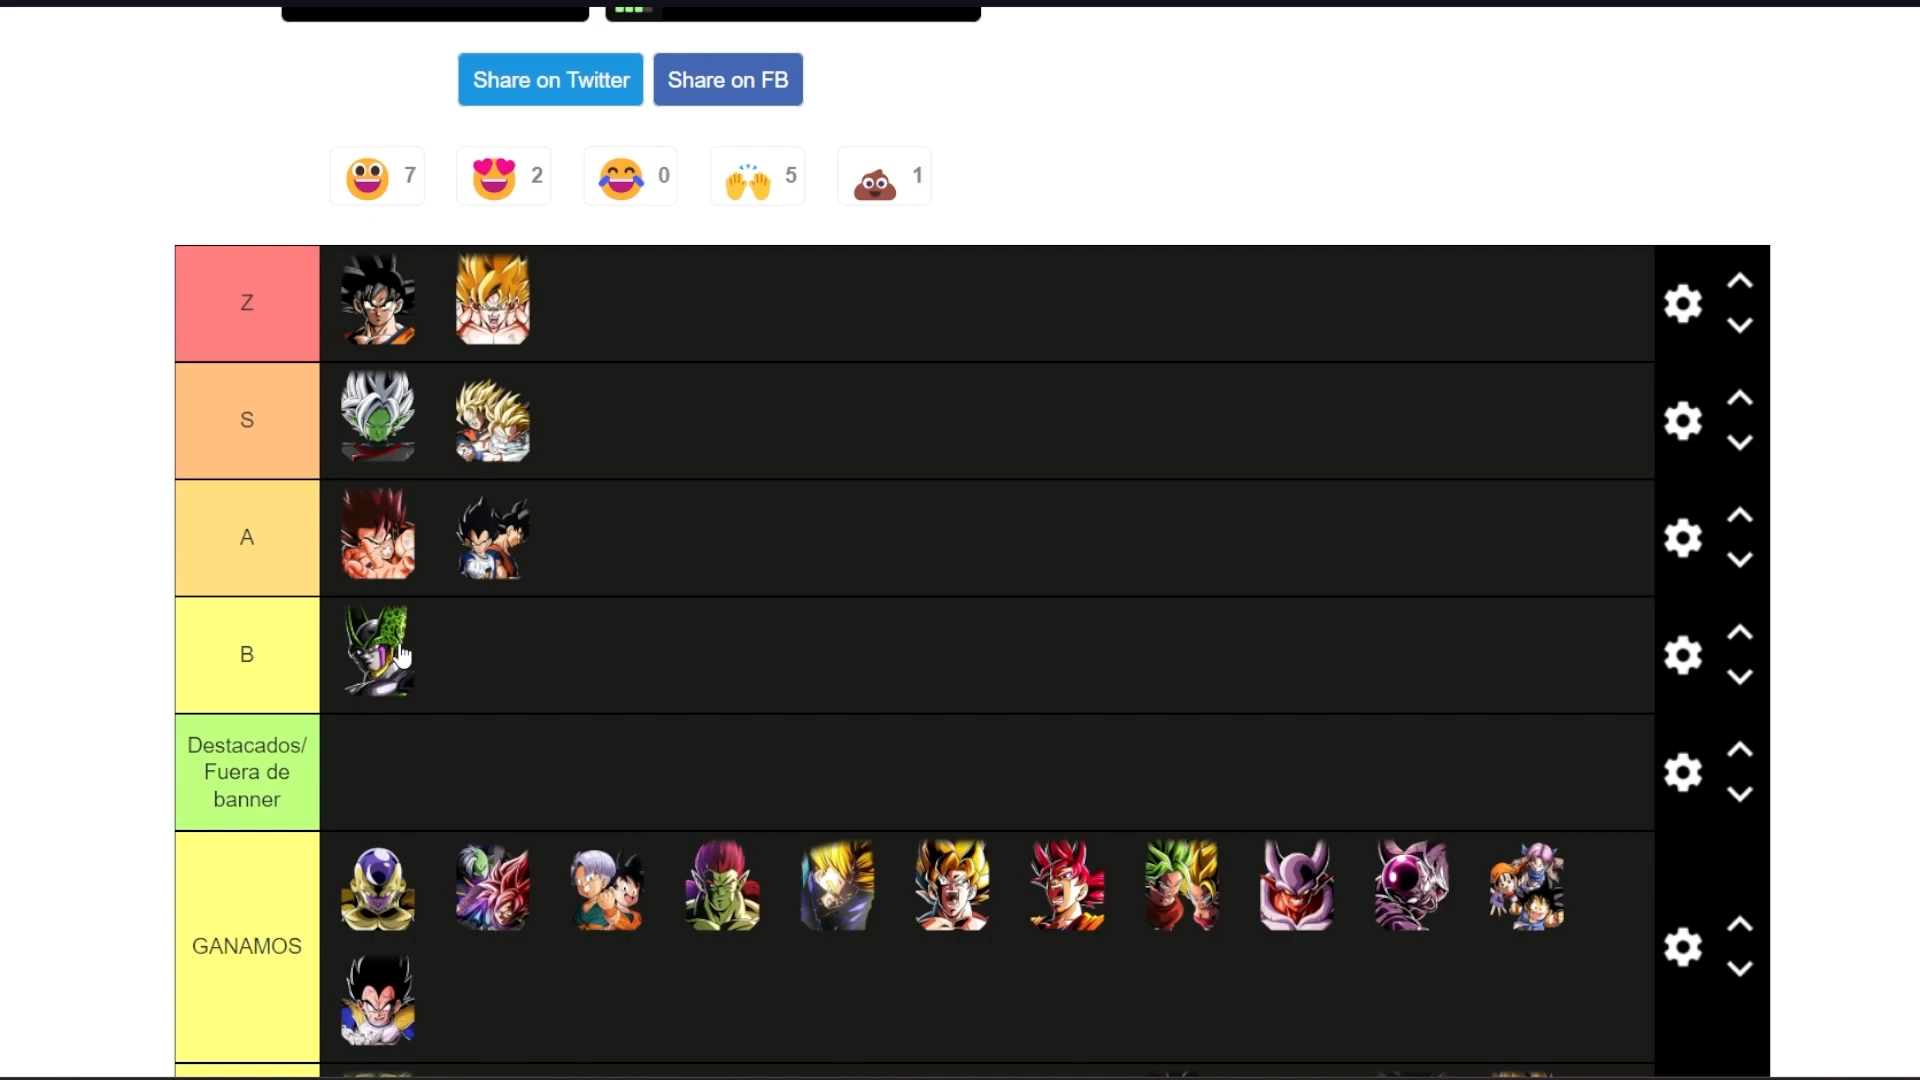 Share on Twitter Share on FB
7 2 0 5 1
Z
S
A
B
Destacados/
Fuera de
banner
GANAMOS